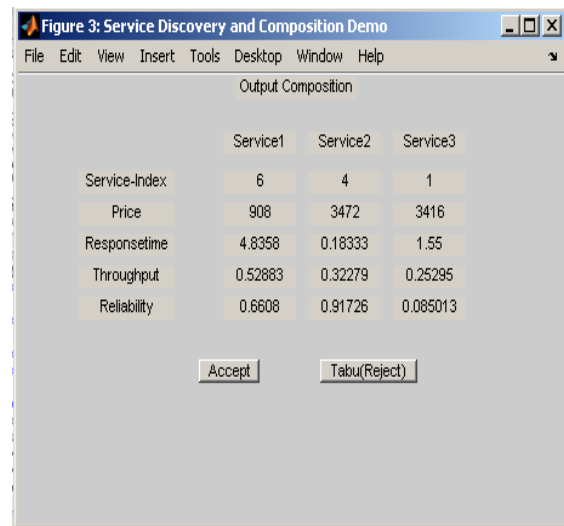 Figure 3: Service Discovery and Composition Demo
File Edit View Insert Tools Desktop Window Help
Output Composition
Service1 Service2 Service3
Service-Index 6 4 1
Price 908 3472 3416
Responsetime 4.8358 0.18333 1.55
Throughput 0.52883 0.32279 0.25295
Reliability 0.6608 0.91726 0.085013
Accept Tabu(Reject)